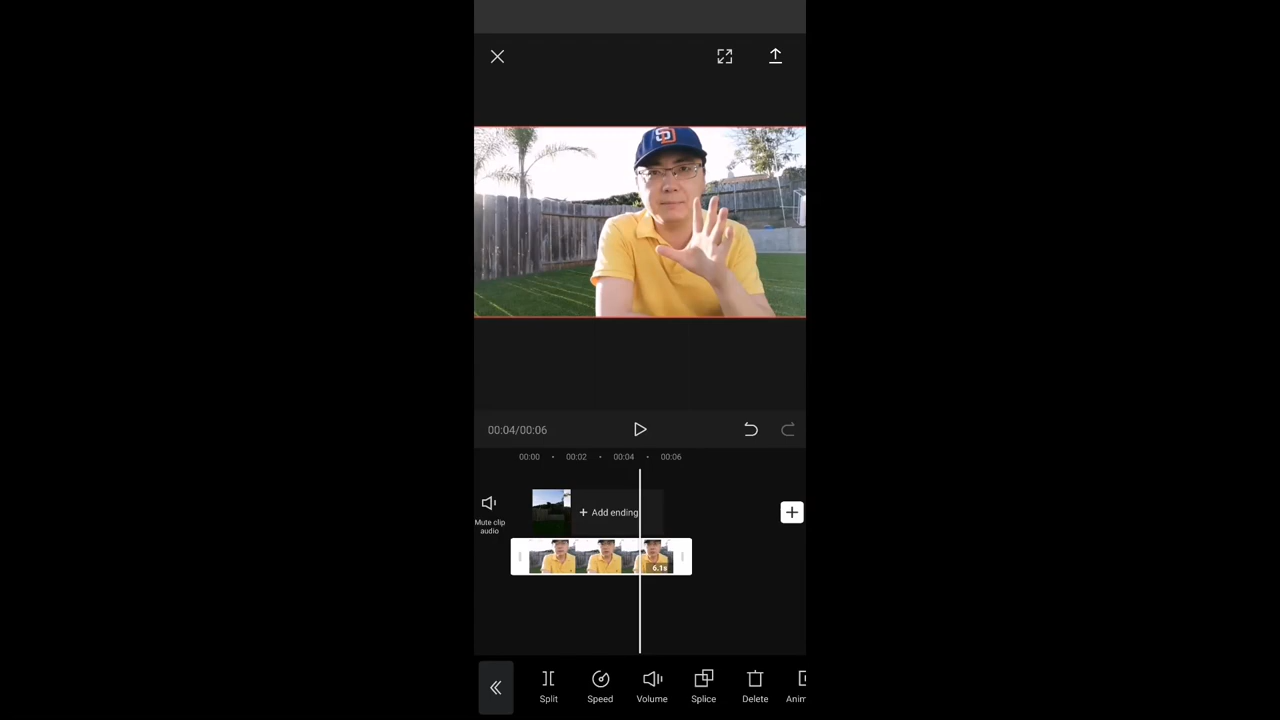 SD
00:04/00:06
00:00 • 00:02 • 00:04 • 00:06
Mute clip
audio
+ Add ending
6.1s
Split Speed Volume Splice Delete Anim